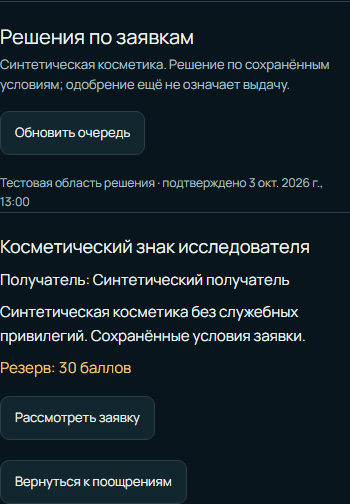 Решения по заявкам
Синтетическая косметика. Решение по сохранённым
условиям; одобрение ещё не означает выдачу.
Обновить очередь
Тестовая область решения · подтверждено 3 окт. 2026 г.,
13:00
Косметический знак исследователя
Получатель: Синтетический получатель
Синтетическая косметика без служебных
привилегий. Сохранённые условия заявки.
Резерв: 30 баллов
Рассмотреть заявку
Вернуться к поощрениям